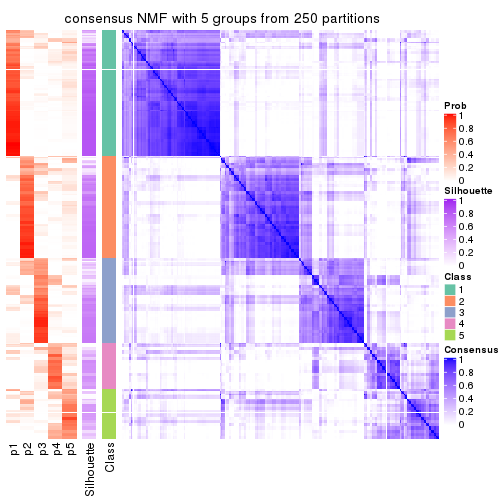 consensus NMF with 5 groups from 250 partitions
Prob
1
0.8
0.6
0.4
0.2
0
Silhouette
1
0.8
0.6
0.4
0.2
0
Class
1
2
3
4
5
Consensus
1
0.8
0.6
0.4
0.2
0
p1
p2
p3
p4
p5
Silhouette
Class